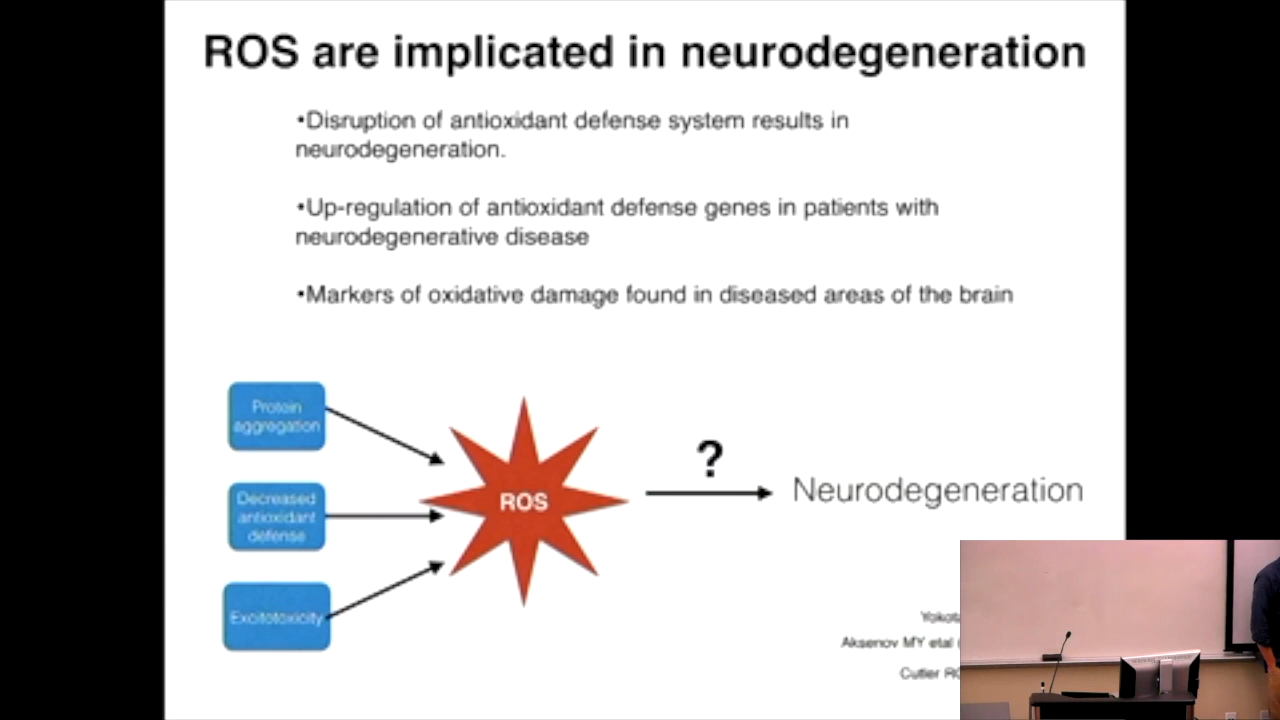 ROS are implicated in neurodegeneration
•Disruption of antioxidant defense system results in
neurodegeneration.
•Up-regulation of antioxidant defense genes in patients with
neurodegenerative disease
•Markers of oxidative damage found in diseased areas of the brain
Protein
aggregation
Decreased
antioxidant
defense
Excitotoxicity
ROS
?
Neurodegeneration
Aksenov MY etal
Cutler